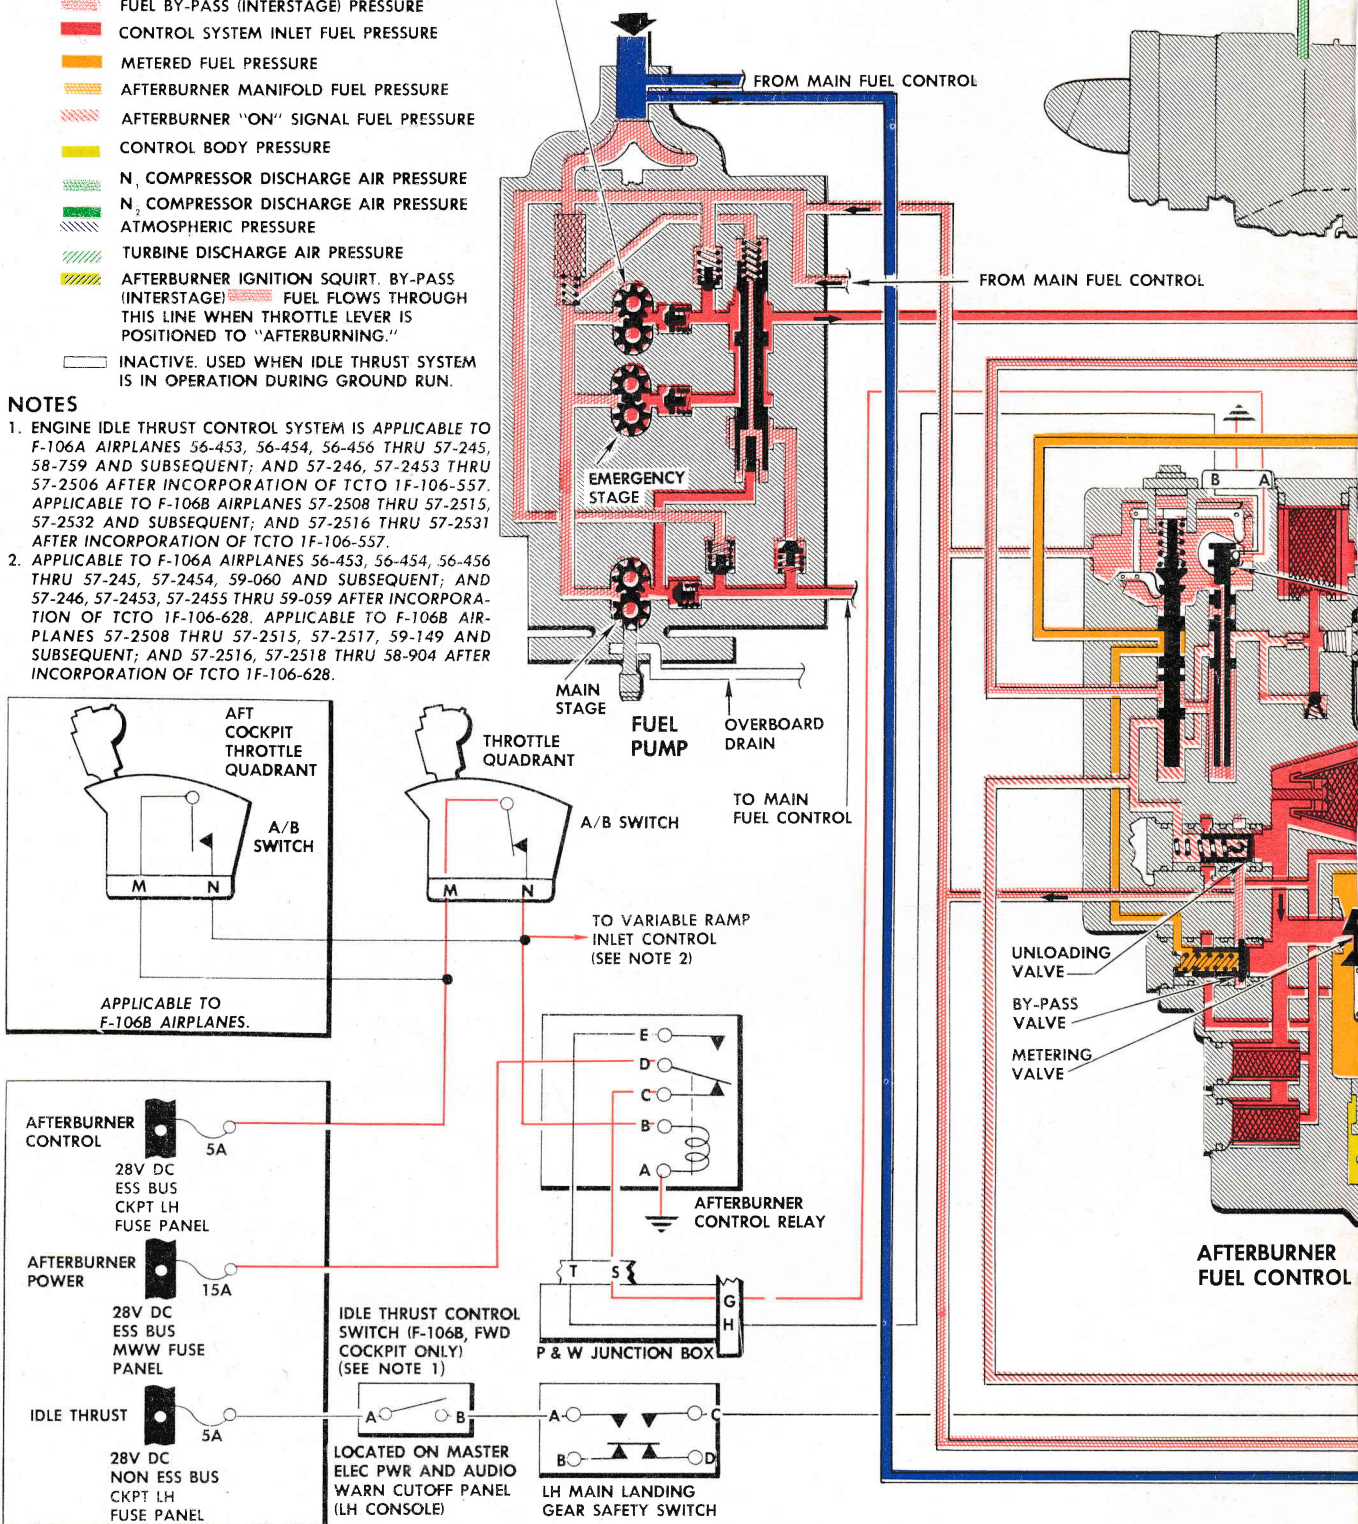 FUEL BY-PASS (INTERSTAGE) PRESSURE
CONTROL SYSTEM INLET FUEL PRESSURE
METERED FUEL PRESSURE
AFTERBURNER MANIFOLD FUEL PRESSURE
AFTERBURNER "ON" SIGNAL FUEL PRESSURE
CONTROL BODY PRESSURE
N1 COMPRESSOR DISCHARGE AIR PRESSURE
N2 COMPRESSOR DISCHARGE AIR PRESSURE
ATMOSPHERIC PRESSURE
TURBINE DISCHARGE AIR PRESSURE
AFTERBURNER IGNITION SQUIRT. BY-PASS
(INTERSTAGE) FUEL FLOWS THROUGH
THIS LINE WHEN THROTTLE LEVER IS
POSITIONED TO "AFTERBURNING."
INACTIVE. USED WHEN IDLE THRUST SYSTEM
IS IN OPERATION DURING GROUND RUN.
NOTES
1. ENGINE IDLE THRUST CONTROL SYSTEM IS APPLICABLE TO
F-106A AIRPLANES 56-453, 56-454, 56-456 THRU 57-245,
58-759 AND SUBSEQUENT; AND 57-246, 57-2453 THRU
57-2506 AFTER INCORPORATION OF TCTO 1F-106-557.
APPLICABLE TO F-106B AIRPLANES 57-2508 THRU 57-2515,
57-2532 AND SUBSEQUENT; AND 57-2516 THRU 57-2531
AFTER INCORPORATION OF TCTO 1F-106-557.
2. APPLICABLE TO F-106A AIRPLANES 56-453, 56-454, 56-456
THRU 57-245, 57-2454, 59-060 AND SUBSEQUENT; AND
57-246, 57-2453, 57-2455 THRU 59-059 AFTER INCORPORA-
TION OF TCTO 1F-106-628. APPLICABLE TO F-106B AIR-
PLANES 57-2508 THRU 57-2515, 57-2517, 59-149 AND
SUBSEQUENT; AND 57-2516, 57-2518 THRU 58-904 AFTER
INCORPORATION OF TCTO 1F-106-628.
FROM MAIN FUEL CONTROL
FROM MAIN FUEL CONTROL
EMERGENCY
STAGE
MAIN
STAGE
FUEL
PUMP
OVERBOARD
DRAIN
TO MAIN
FUEL CONTROL
B A
AFT
COCKPIT
THROTTLE
QUADRANT
A/B
SWITCH
M N
APPLICABLE TO
F-106B AIRPLANES.
THROTTLE
QUADRANT
A/B SWITCH
M N
TO VARIABLE RAMP
INLET CONTROL
(SEE NOTE 2)
UNLOADING
VALVE
BY-PASS
VALVE
METERING
VALVE
E
D
C
B
A
AFTERBURNER
CONTROL RELAY
AFTERBURNER
CONTROL
5A
28V DC
ESS BUS
CKPT LH
FUSE PANEL
AFTERBURNER
POWER
15A
28V DC
ESS BUS
MWW FUSE
PANEL
IDLE THRUST
5A
28V DC
NON ESS BUS
CKPT LH
FUSE PANEL
T S
G
H
P & W JUNCTION BOX
IDLE THRUST CONTROL
SWITCH (F-106B, FWD
COCKPIT ONLY)
(SEE NOTE 1)
A B
LOCATED ON MASTER
ELEC PWR AND AUDIO
WARN CUTOFF PANEL
(LH CONSOLE)
A C
B D
LH MAIN LANDING
GEAR SAFETY SWITCH
AFTERBURNER
FUEL CONTROL